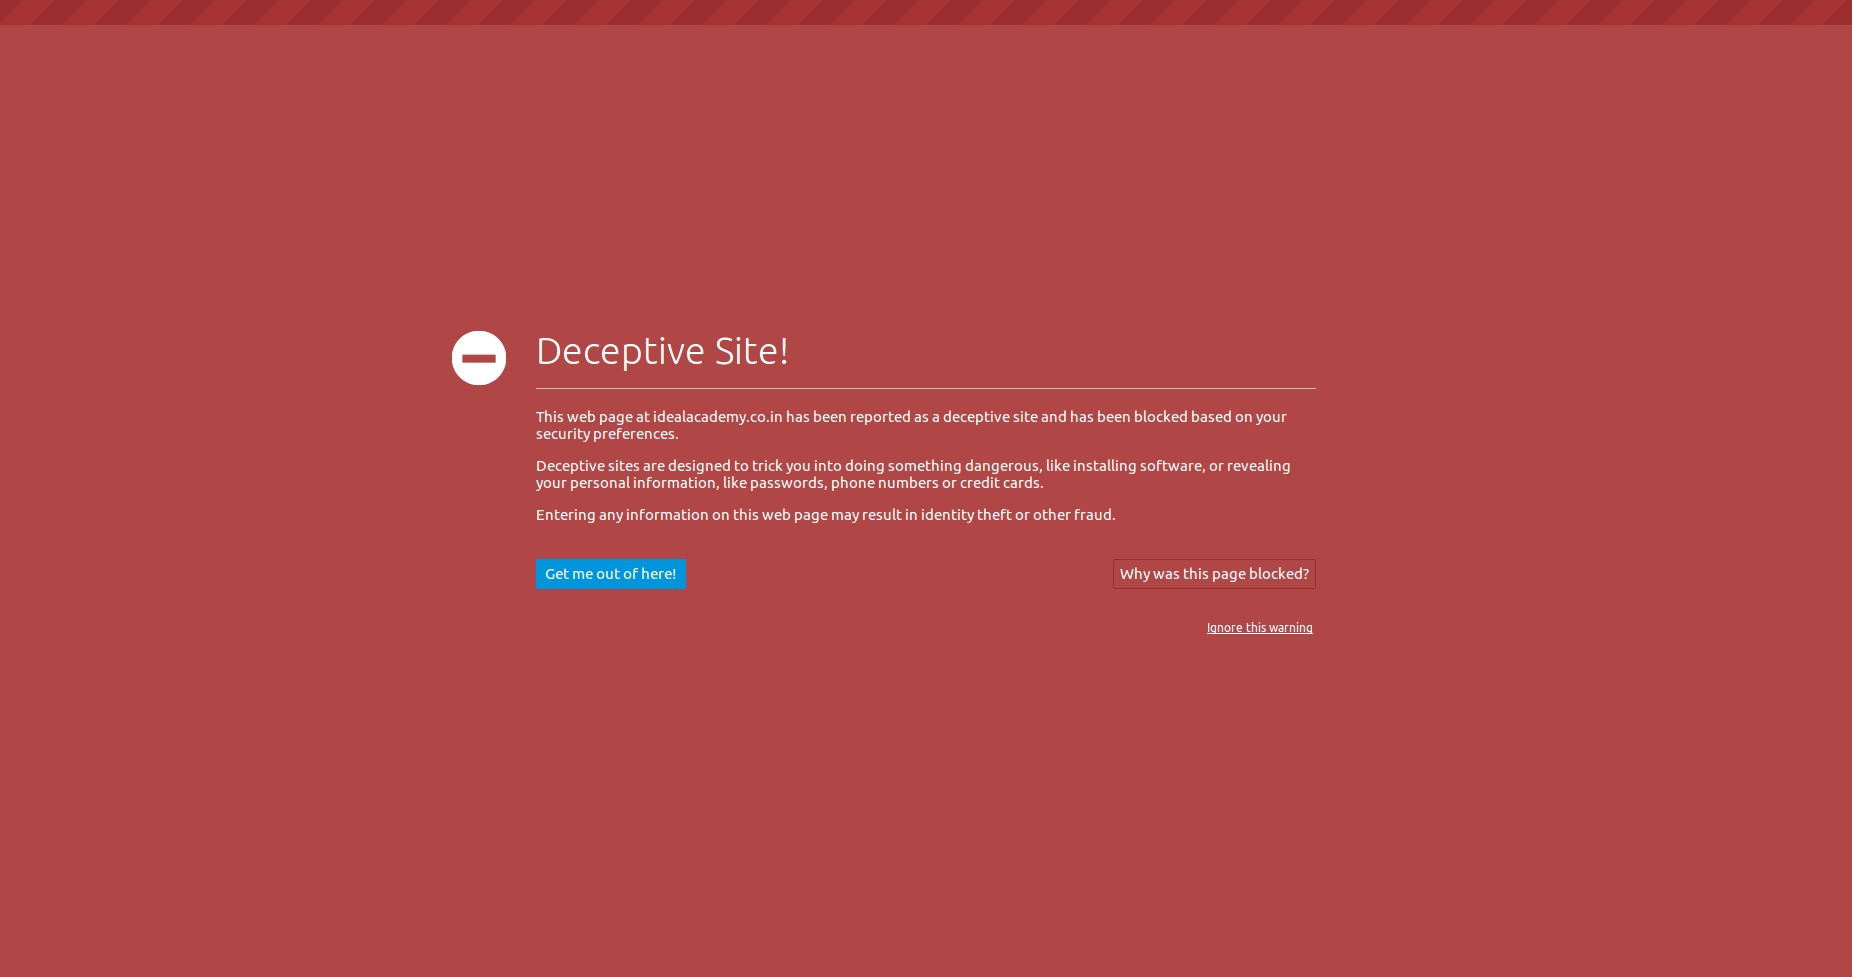 Deceptive Site!
This web page at idealacademy.co.in has been reported as a deceptive site and has been blocked based on your
security preferences.
Deceptive sites are designed to trick you into doing something dangerous, like installing software, or revealing
your personal information, like passwords, phone numbers or credit cards.
Entering any information on this web page may result in identity theft or other fraud.
Get me out of here!
Why was this page blocked?
Ignore this warning